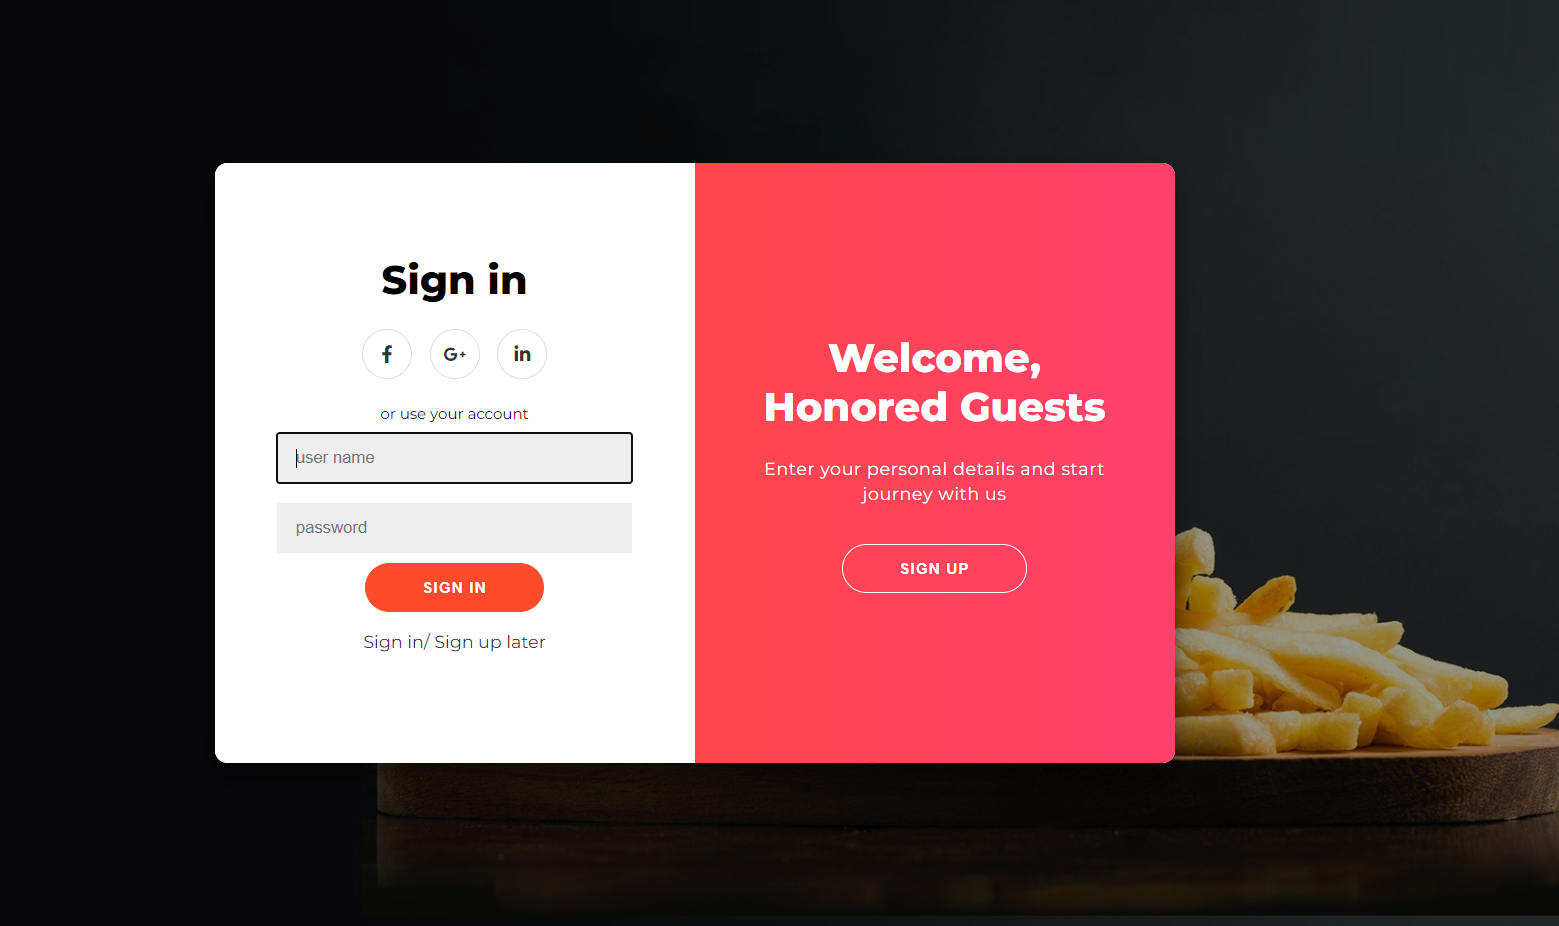 Sign in
G+
in
or use your account
user name
password
SIGN IN
Sign in/ Sign up later
Welcome,
Honored Guests
Enter your personal details and start
journey with us
SIGN UP